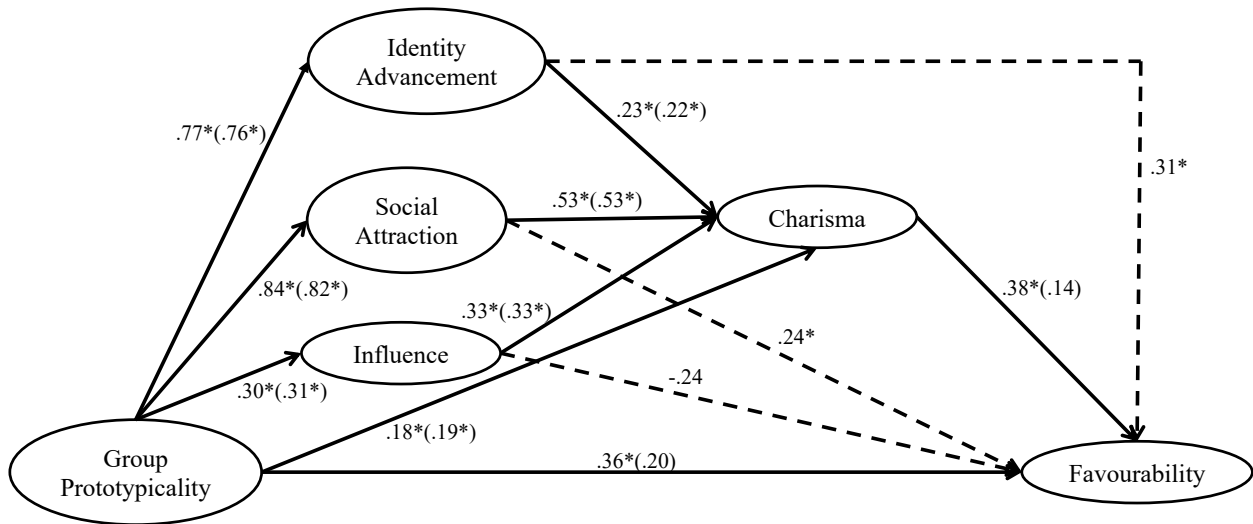 Identity
Advancement
.77*(.76*)
.23*(.22*)
.31*
Social
Attraction
.53*(.53*)
Charisma
.84*(.82*)
.33*(.33*)
.38*(.14)
.24*
Influence
-.24
.30*(.31*)
.18*(.19*)
Group
Prototypicality
.36*(.20)
Favourability